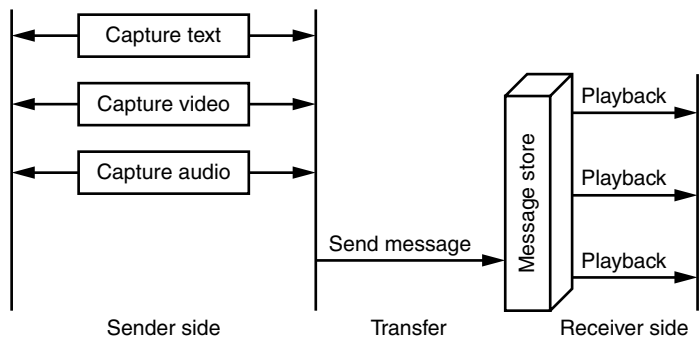 Capture text
Capture video
Capture audio
Send message
Message store
Playback
Playback
Playback
Sender side
Transfer
Receiver side